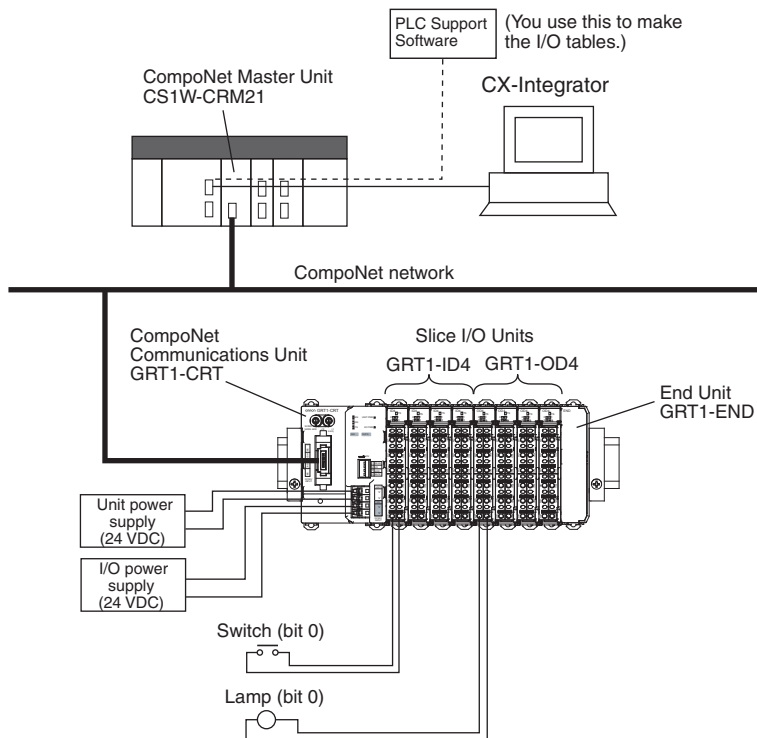 PLC Support
Software
(You use this to make
the I/O tables.)
CompoNet Master Unit
CS1W-CRM21
CX-Integrator
CompoNet network
CompoNet
Communications Unit
GRT1-CRT
Slice I/O Units
GRT1-ID4
GRT1-OD4
End Unit
GRT1-END
Unit power
supply
(24 VDC)
I/O power
supply
(24 VDC)
Switch (bit 0)
Lamp (bit 0)